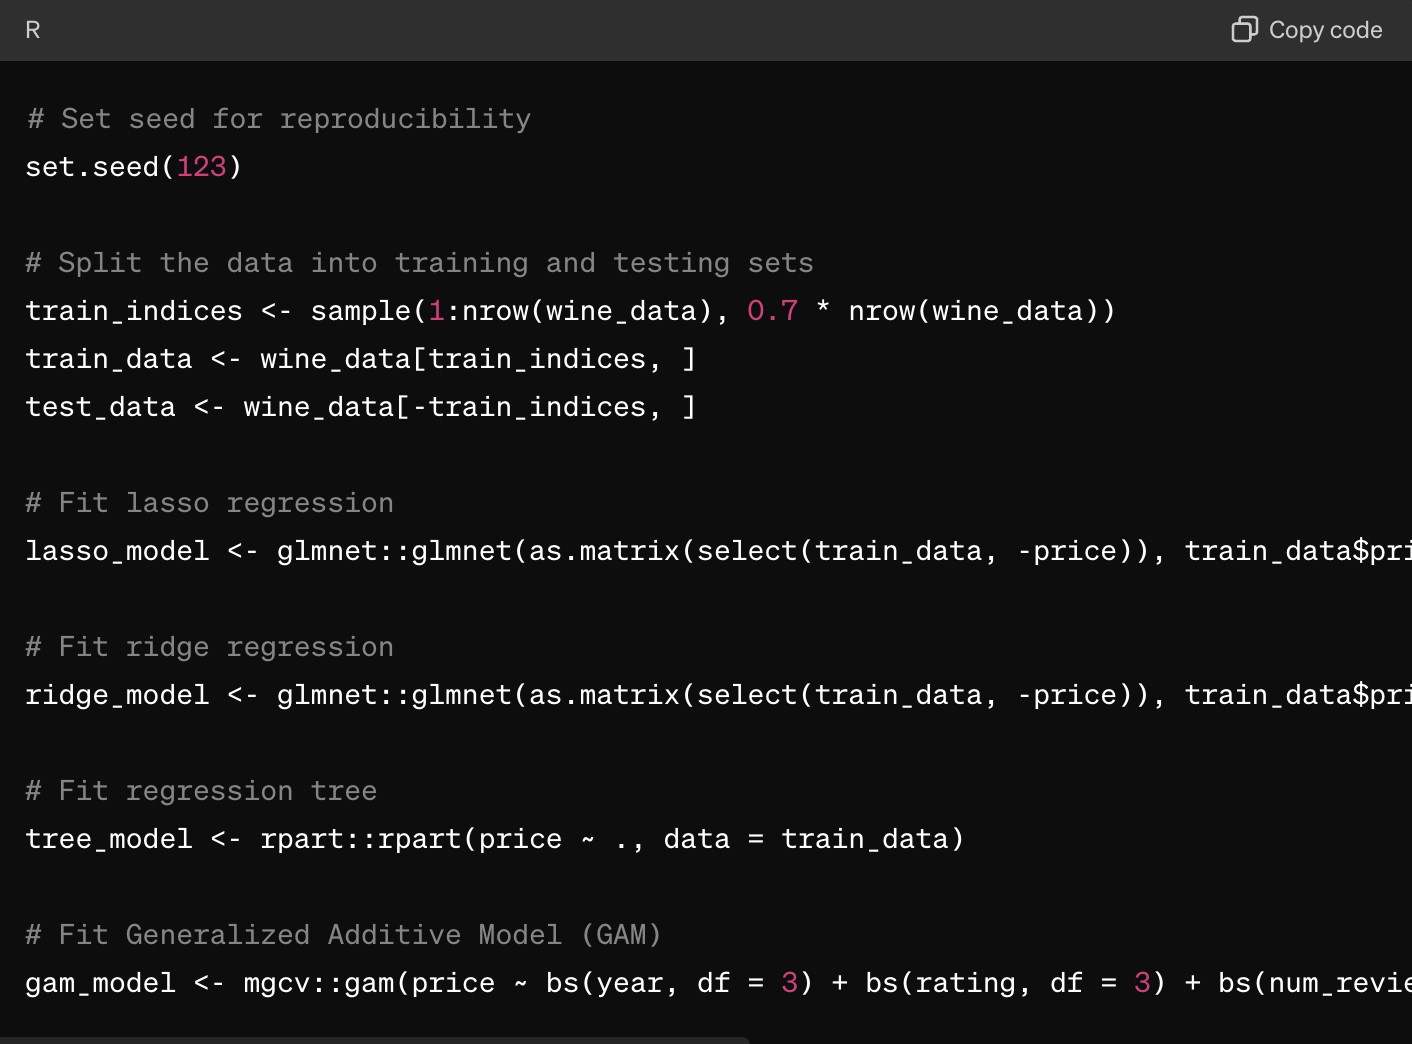 R
Copy code
# Set seed for reproducibility
set.seed(123)
# Split the data into training and testing sets
train_indices <- sample(1:nrow(wine_data), 0.7 * nrow(wine_data))
train_data <- wine_data[train_indices, ]
test_data <- wine_data[-train_indices, ]
# Fit lasso regression
lasso_model <- glmnet::glmnet(as.matrix(select(train_data, -price)), train_data$pri
# Fit ridge regression
ridge_model <- glmnet::glmnet(as.matrix(select(train_data, -price)), train_data$pri
# Fit regression tree
tree_model <- rpart::rpart(price ~ ., data = train_data)
# Fit Generalized Additive Model (GAM)
gam_model <- mgcv::gam(price ~ bs(year, df = 3) + bs(rating, df = 3) + bs(num_revie